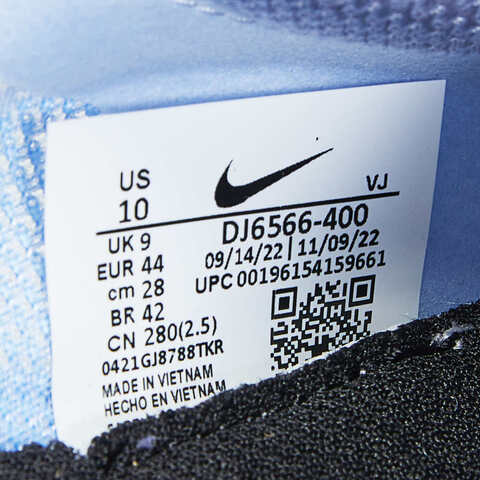 US
10
VJ
UK 9
EUR 44
cm 28
BR 42
CN 280(2.5)
0421GJ8788TKR
MADE IN VIETNAM
HECHO EN VIETNAM
DJ6566-400
09/14/22 | 11/09/22
UPC 00196154159661